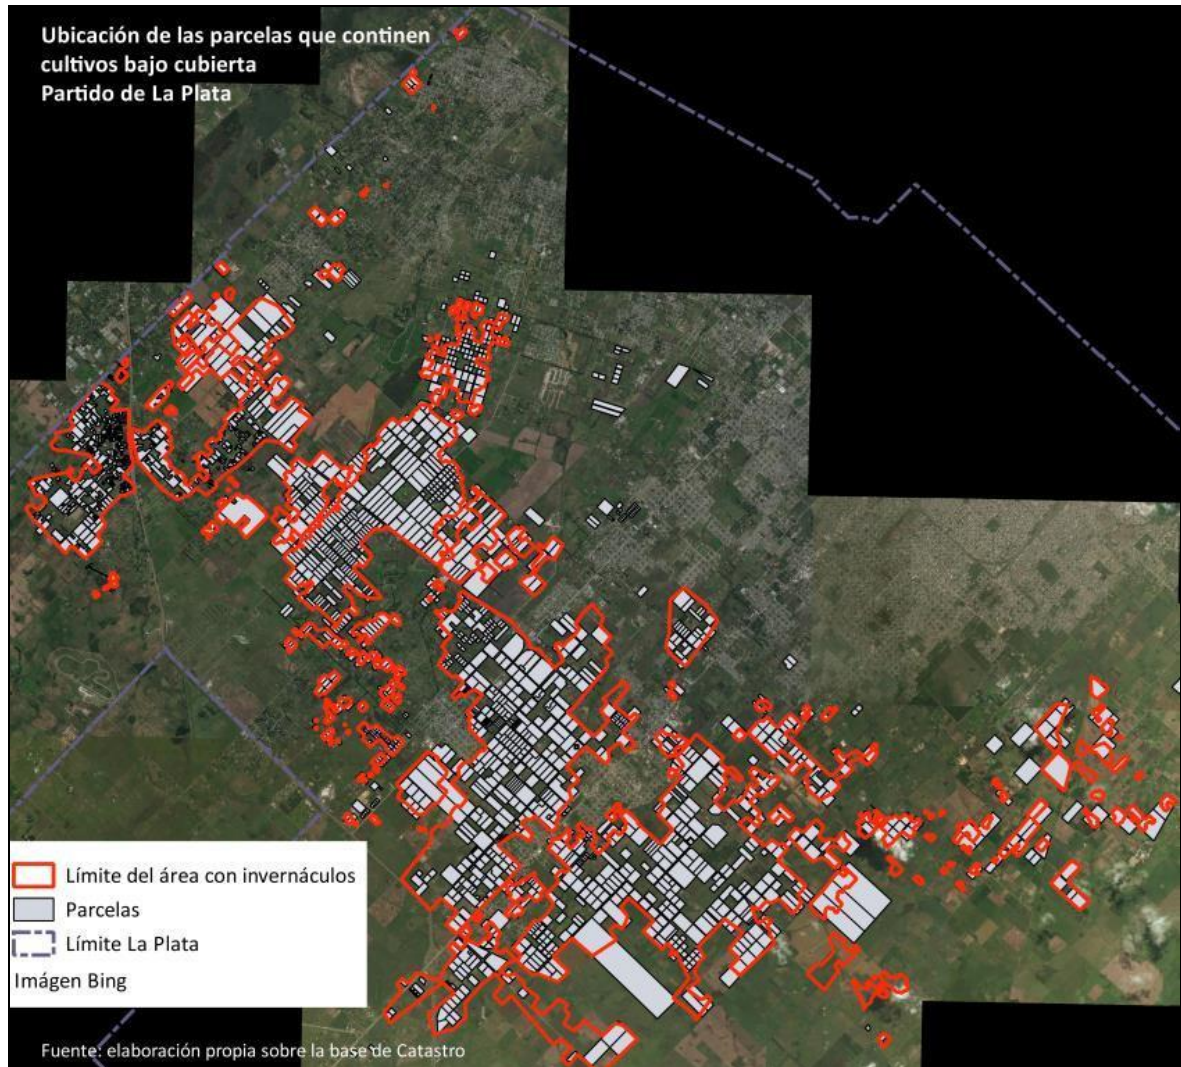 Ubicación de las parcelas que continen
cultivos bajo cubierta
Partido de La Plata
Límite del área con invernáculos
Parcelas
Límite La Plata
Imágen Bing
Fuente: elaboración propia sobre la base de Catastro